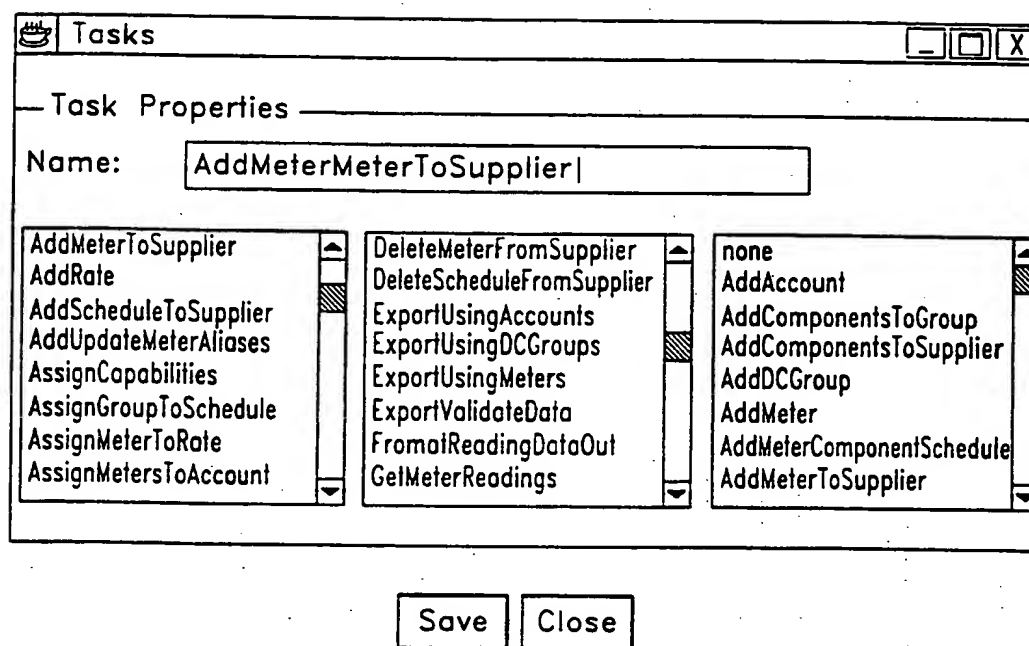 Tasks
_ X
Task Properties
Name: AddMeterMeterToSupplier|
AddMeterToSupplier
AddRate
AddScheduleToSupplier
AddUpdateMeterAliases
AssignCapabilities
AssignGroupToSchedule
AssignMeterToRate
AssignMetersToAccount
DeleteMeterFromSupplier
DeleteScheduleFromSupplier
ExportUsingAccounts
ExportUsingDCGroups
ExportUsingMeters
ExportValidateData
FromatReadingDataOut
GetMeterReadings
none
AddAccount
AddComponentsToGroup
AddComponentsToSupplier
AddDCGroup
AddMeter
AddMeterComponentSchedule
AddMeterToSupplier
Save Close